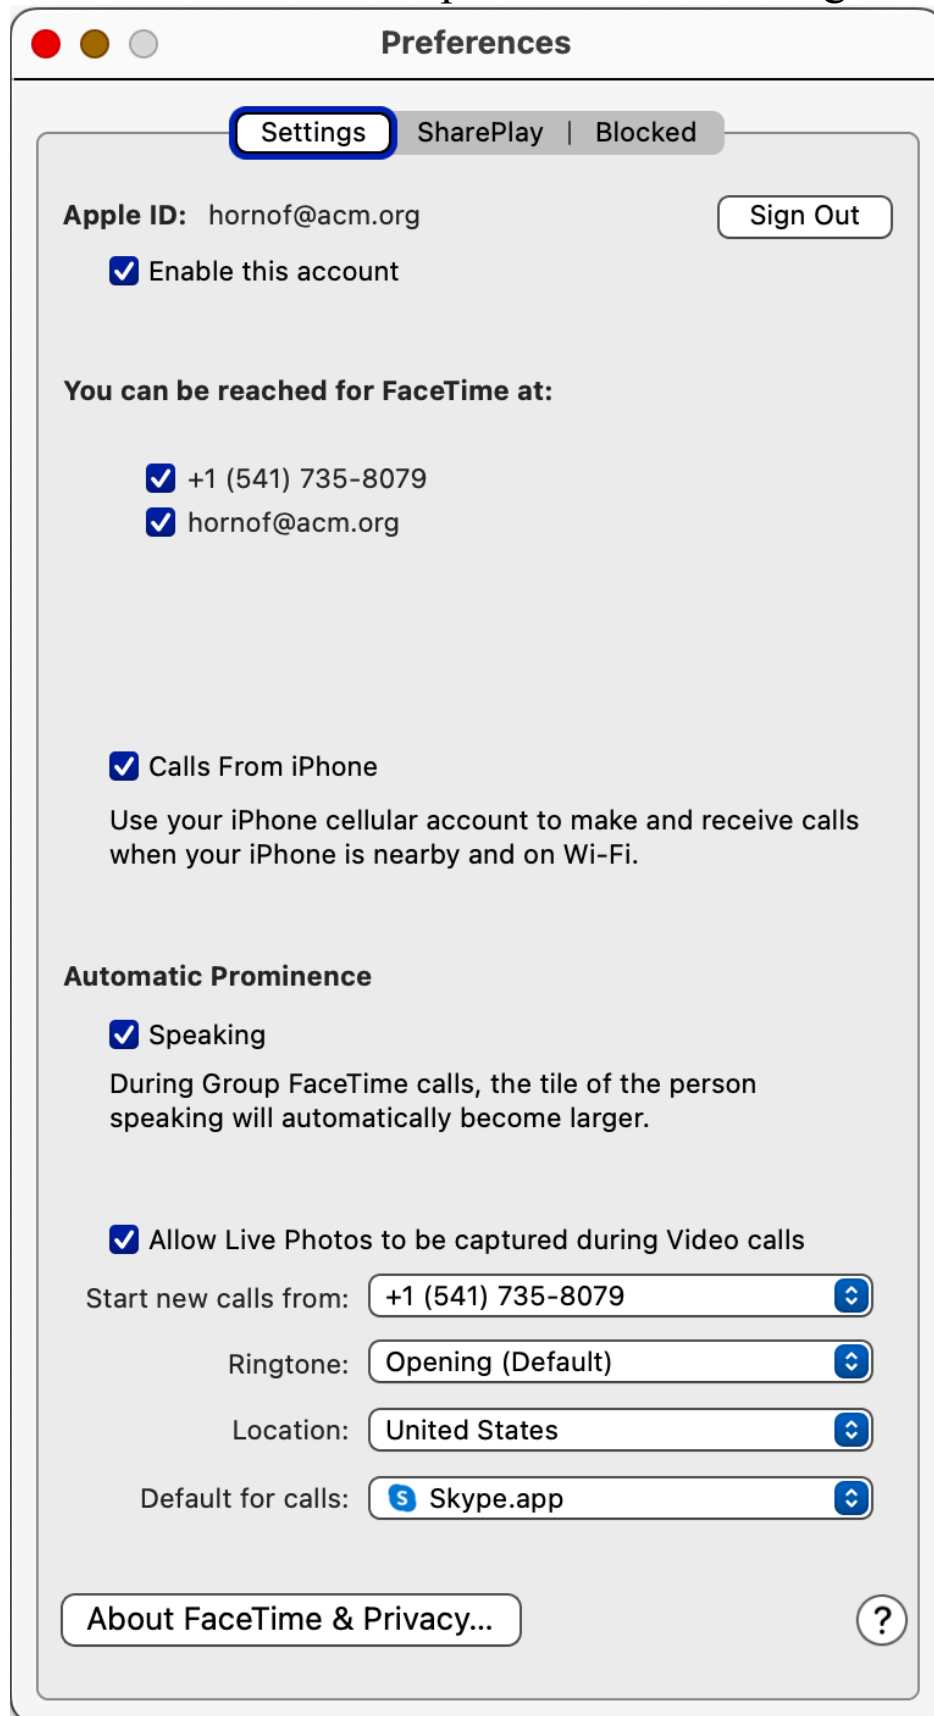 Preferences
Settings SharePlay | Blocked
Apple ID: hornof@acm.org Sign Out
Enable this account
You can be reached for FaceTime at:
+1 (541) 735-8079
hornof@acm.org
Calls From iPhone
Use your iPhone cellular account to make and receive calls
when your iPhone is nearby and on Wi-Fi.
Automatic Prominence
Speaking
During Group FaceTime calls, the tile of the person
speaking will automatically become larger.
Allow Live Photos to be captured during Video calls
Start new calls from: +1 (541) 735-8079
Ringtone: Opening (Default)
Location: United States
Default for calls: S Skype.app
About FaceTime & Privacy... ?